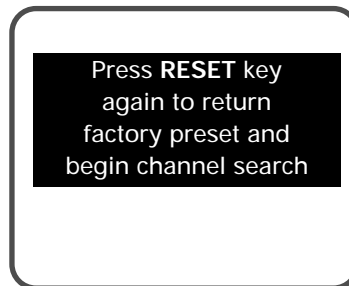 Press RESET key
again to return
factory preset and
begin channel search